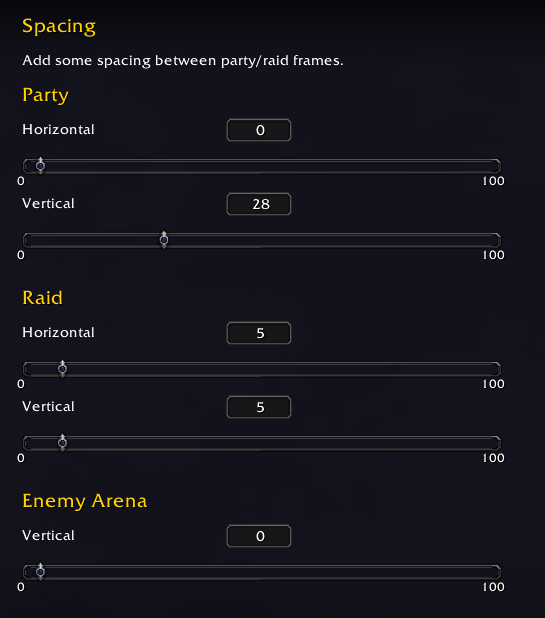 Spacing
Add some spacing between party/raid frames.
Party
Horizontal 0
0 100
Vertical 28
0 100
Raid
Horizontal 5
0 100
Vertical 5
0 100
Enemy Arena
Vertical 0
0 100